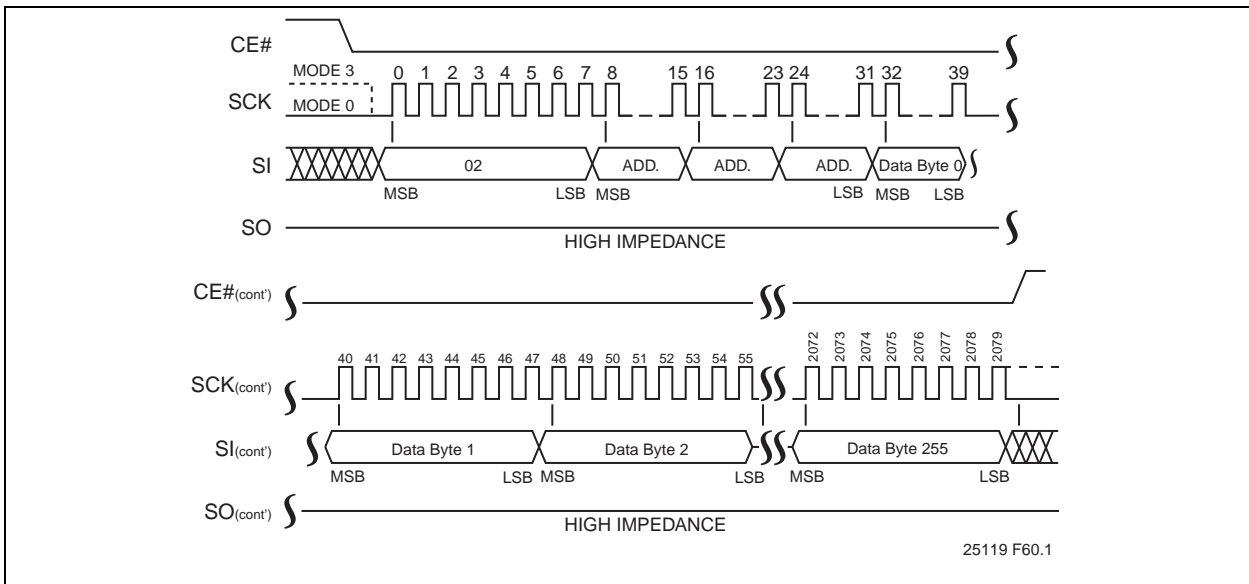 CE#
MODE 3
0 1 2 3 4 5 6 7 8 15 16 23 24 31 32 39
SCK
MODE 0
SI
02 ADD. ADD. ADD. Data Byte 0
MSB LSB MSB LSB MSB LSB
SO
HIGH IMPEDANCE
CE#(cont')
40 41 42 43 44 45 46 47 48 49 50 51 52 53 54 55 2072 2073 2074 2075 2076 2077 2078 2079
SCK(cont')
SI(cont')
Data Byte 1 Data Byte 2 Data Byte 255
MSB LSB MSB LSB MSB LSB
SO(cont')
HIGH IMPEDANCE
25119 F60.1